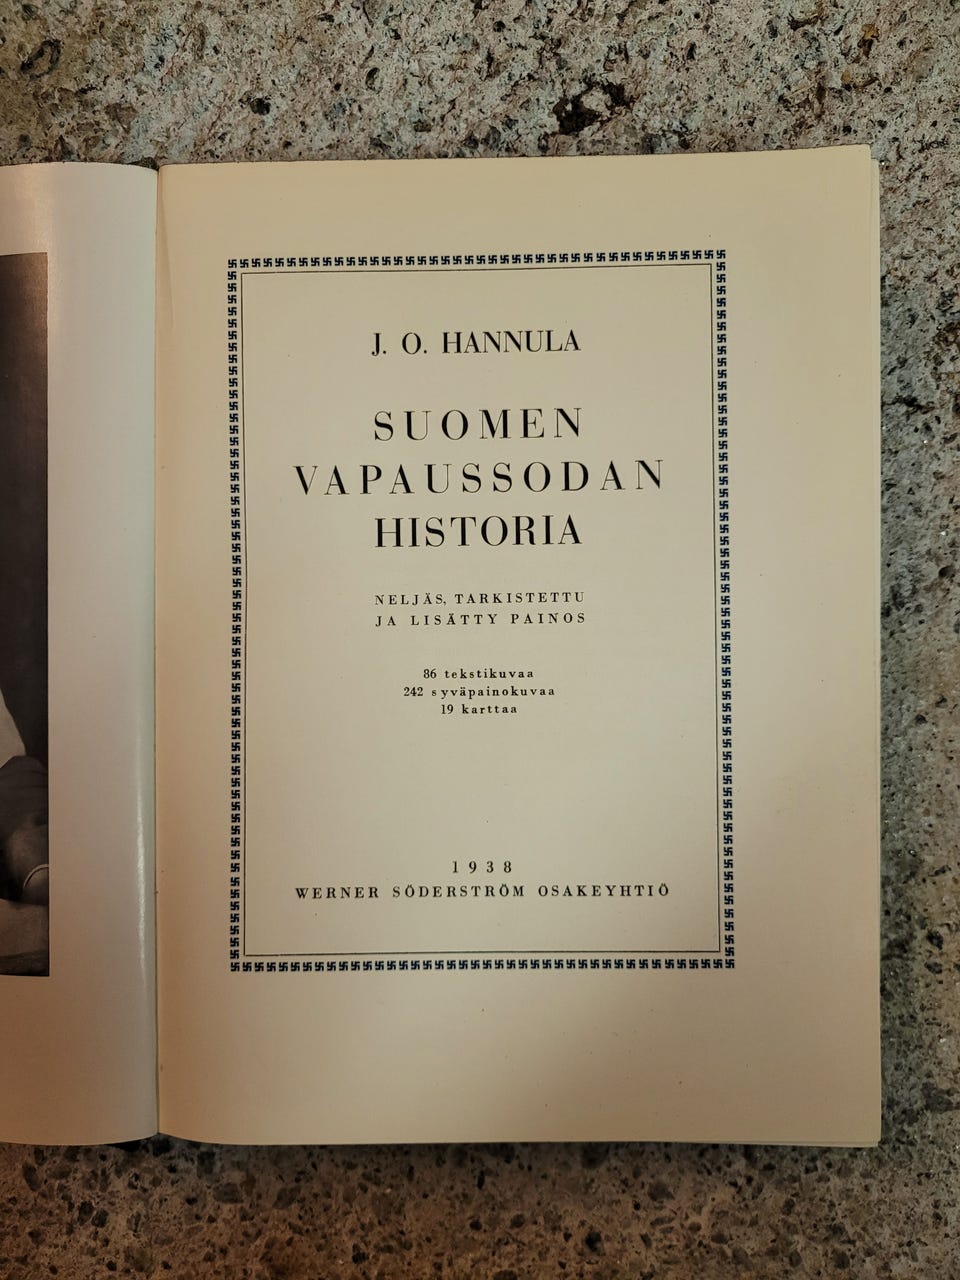 J. O. HANNULA
SUOMEN
VAPAUSSODAN
HISTORIA
NELJÄS, TARKISTETTU
JA LISÄTTY PAINOS
86 tekstikuvaa
242 syväpainokuvaa
19 karttaa
1938
WERNER SÖDERSTRÖM OSAKEYHTIÖ